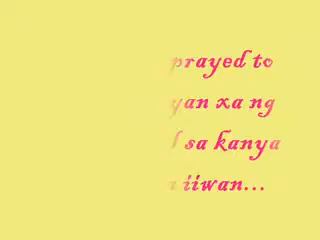 prayed to
yan xa ng
sa kanya
iiwan...